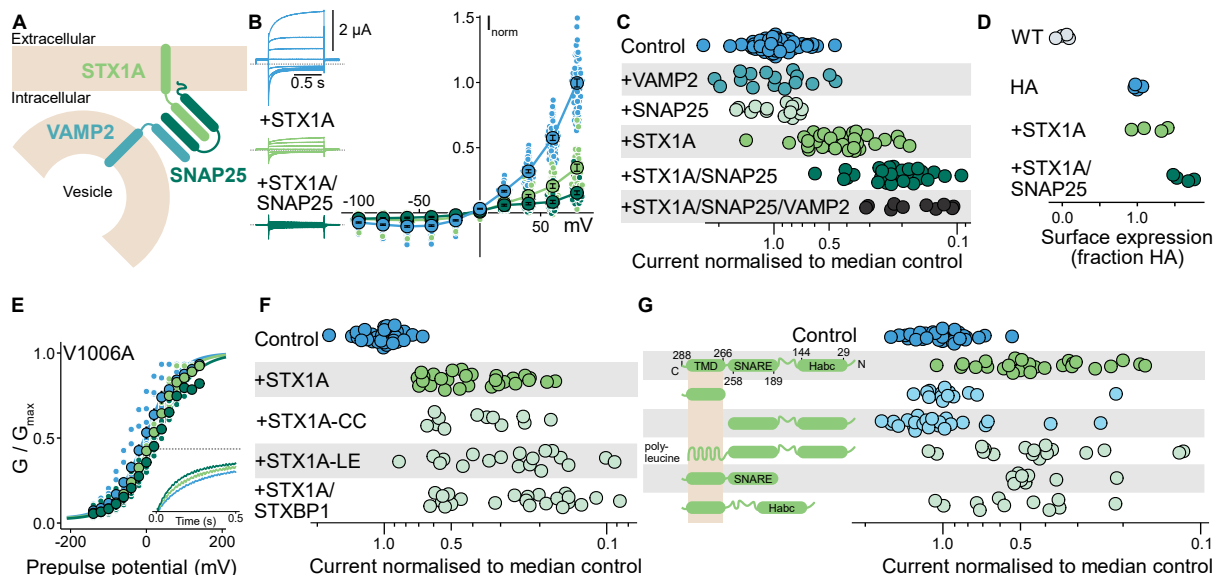 A
Extracellular
STX1A
Intracellular
VAMP2
SNAP25
Vesicle
B
2 µA
0.5 s
+STX1A
+STX1A/
SNAP25
1.5
I norm
1.0
0.5
-100
-50
50
mV
C
Control
+VAMP2
+SNAP25
+STX1A
+STX1A/SNAP25
+STX1A/SNAP25/VAMP2
1.0
0.5
0.1
Current normalised to median control
D
WT
HA
+STX1A
+STX1A/
SNAP25
0.0
1.0
Surface expression
(fraction HA)
E
V1006A
1.0
0.5
0.0
G / Gmax
Time (s)
0.5
-200
0
200
Prepulse potential (mV)
F
Control
+STX1A
+STX1A-CC
+STX1A-LE
+STX1A/
STXBP1
1.0
0.5
0.1
Current normalised to median control
G
Control
288
266
144
29
C
TMD
SNARE
Habc
N
258
189
poly-
leucine
SNARE
Habc
1.0
0.5
0.1
Current normalised to median control